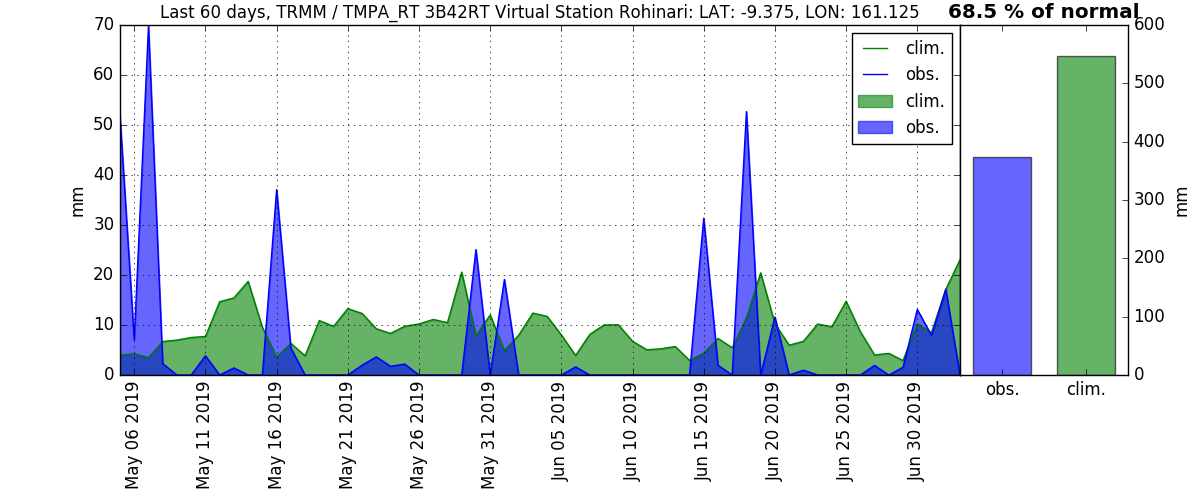 Last 60 days, TRMM / TMPA_RT 3B42RT Virtual Station Rohinari: LAT: -9.375, LON: 161.125
68.5 % of normal
clim.
obs.
clim.
obs.
mm
70
60
50
40
30
20
10
0
May 06 2019
May 11 2019
May 16 2019
May 21 2019
May 26 2019
May 31 2019
Jun 05 2019
Jun 10 2019
Jun 15 2019
Jun 20 2019
Jun 25 2019
Jun 30 2019
obs.
clim.
600
500
400
300
200
100
0
mm